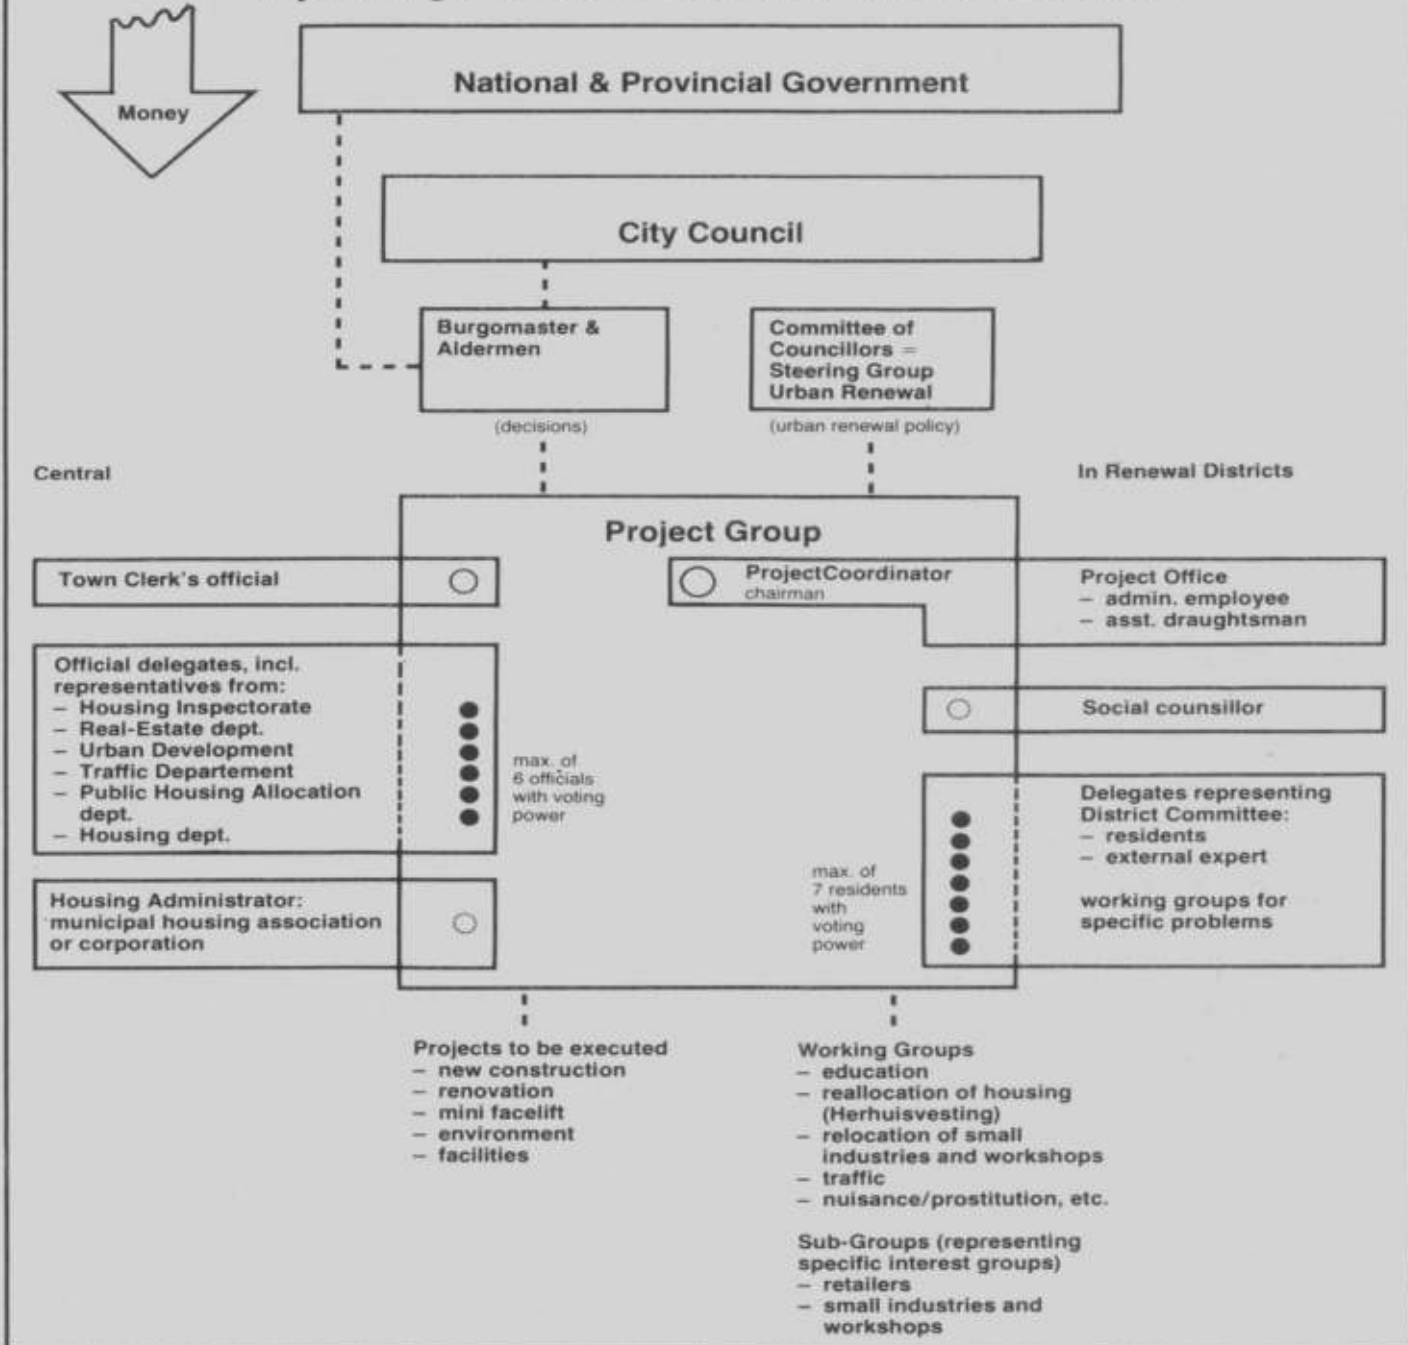 Money
National & Provincial Government
City Council
Burgomaster &
Aldermen
(decisions)
Committee of
Councillors =
Steering Group
Urban Renewal
(urban renewal policy)
Central
In Renewal Districts
Project Group
Town Clerk's official
ProjectCoordinator
chairman
Project Office
– admin. employee
– asst. draughtsman
Official delegates, incl.
representatives from:
– Housing Inspectorate
– Real-Estate dept.
– Urban Development
– Traffic Departement
– Public Housing Allocation
dept.
– Housing dept.
max. of
6 officials
with voting
power
Social counsillor
Delegates representing
District Committee:
– residents
– external expert
working groups for
specific problems
max. of
7 residents
with
voting
power
Housing Administrator:
municipal housing association
or corporation
Projects to be executed
– new construction
– renovation
– mini facelift
– environment
– facilities
Working Groups
– education
– reallocation of housing
(Herhuisvesting)
– relocation of small
industries and workshops
– traffic
– nuisance/prostitution, etc.
Sub-Groups (representing
specific interest groups)
– retailers
– small industries and
workshops